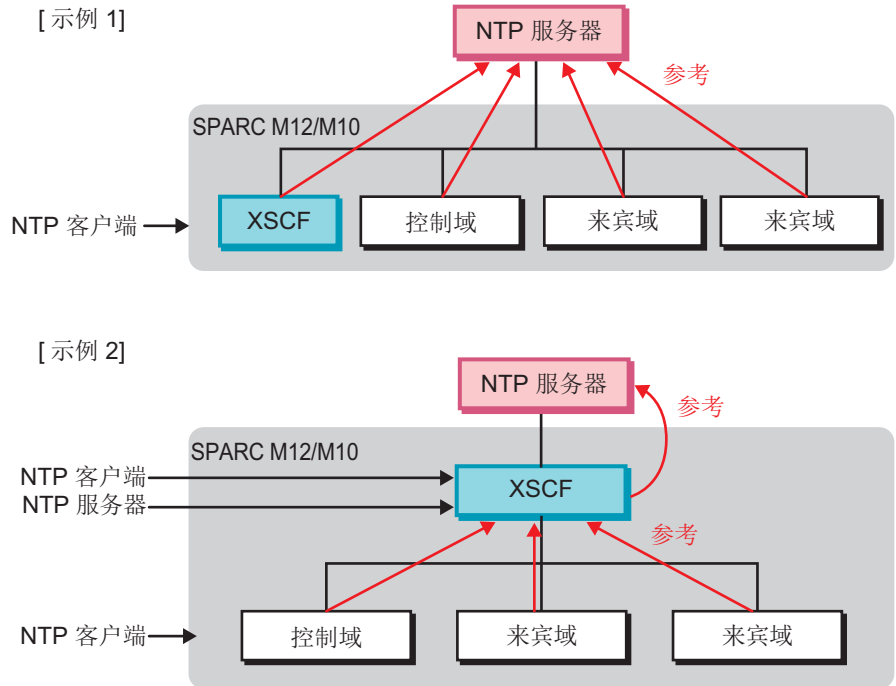 [ 示例 1]
NTP 服务器
参考
SPARC M12/M10
NTP 客户端
XSCF
控制域
来宾域
来宾域
[ 示例 2]
NTP 服务器
参考
SPARC M12/M10
NTP 客户端
NTP 服务器
XSCF
参考
NTP 客户端
控制域
来宾域
来宾域